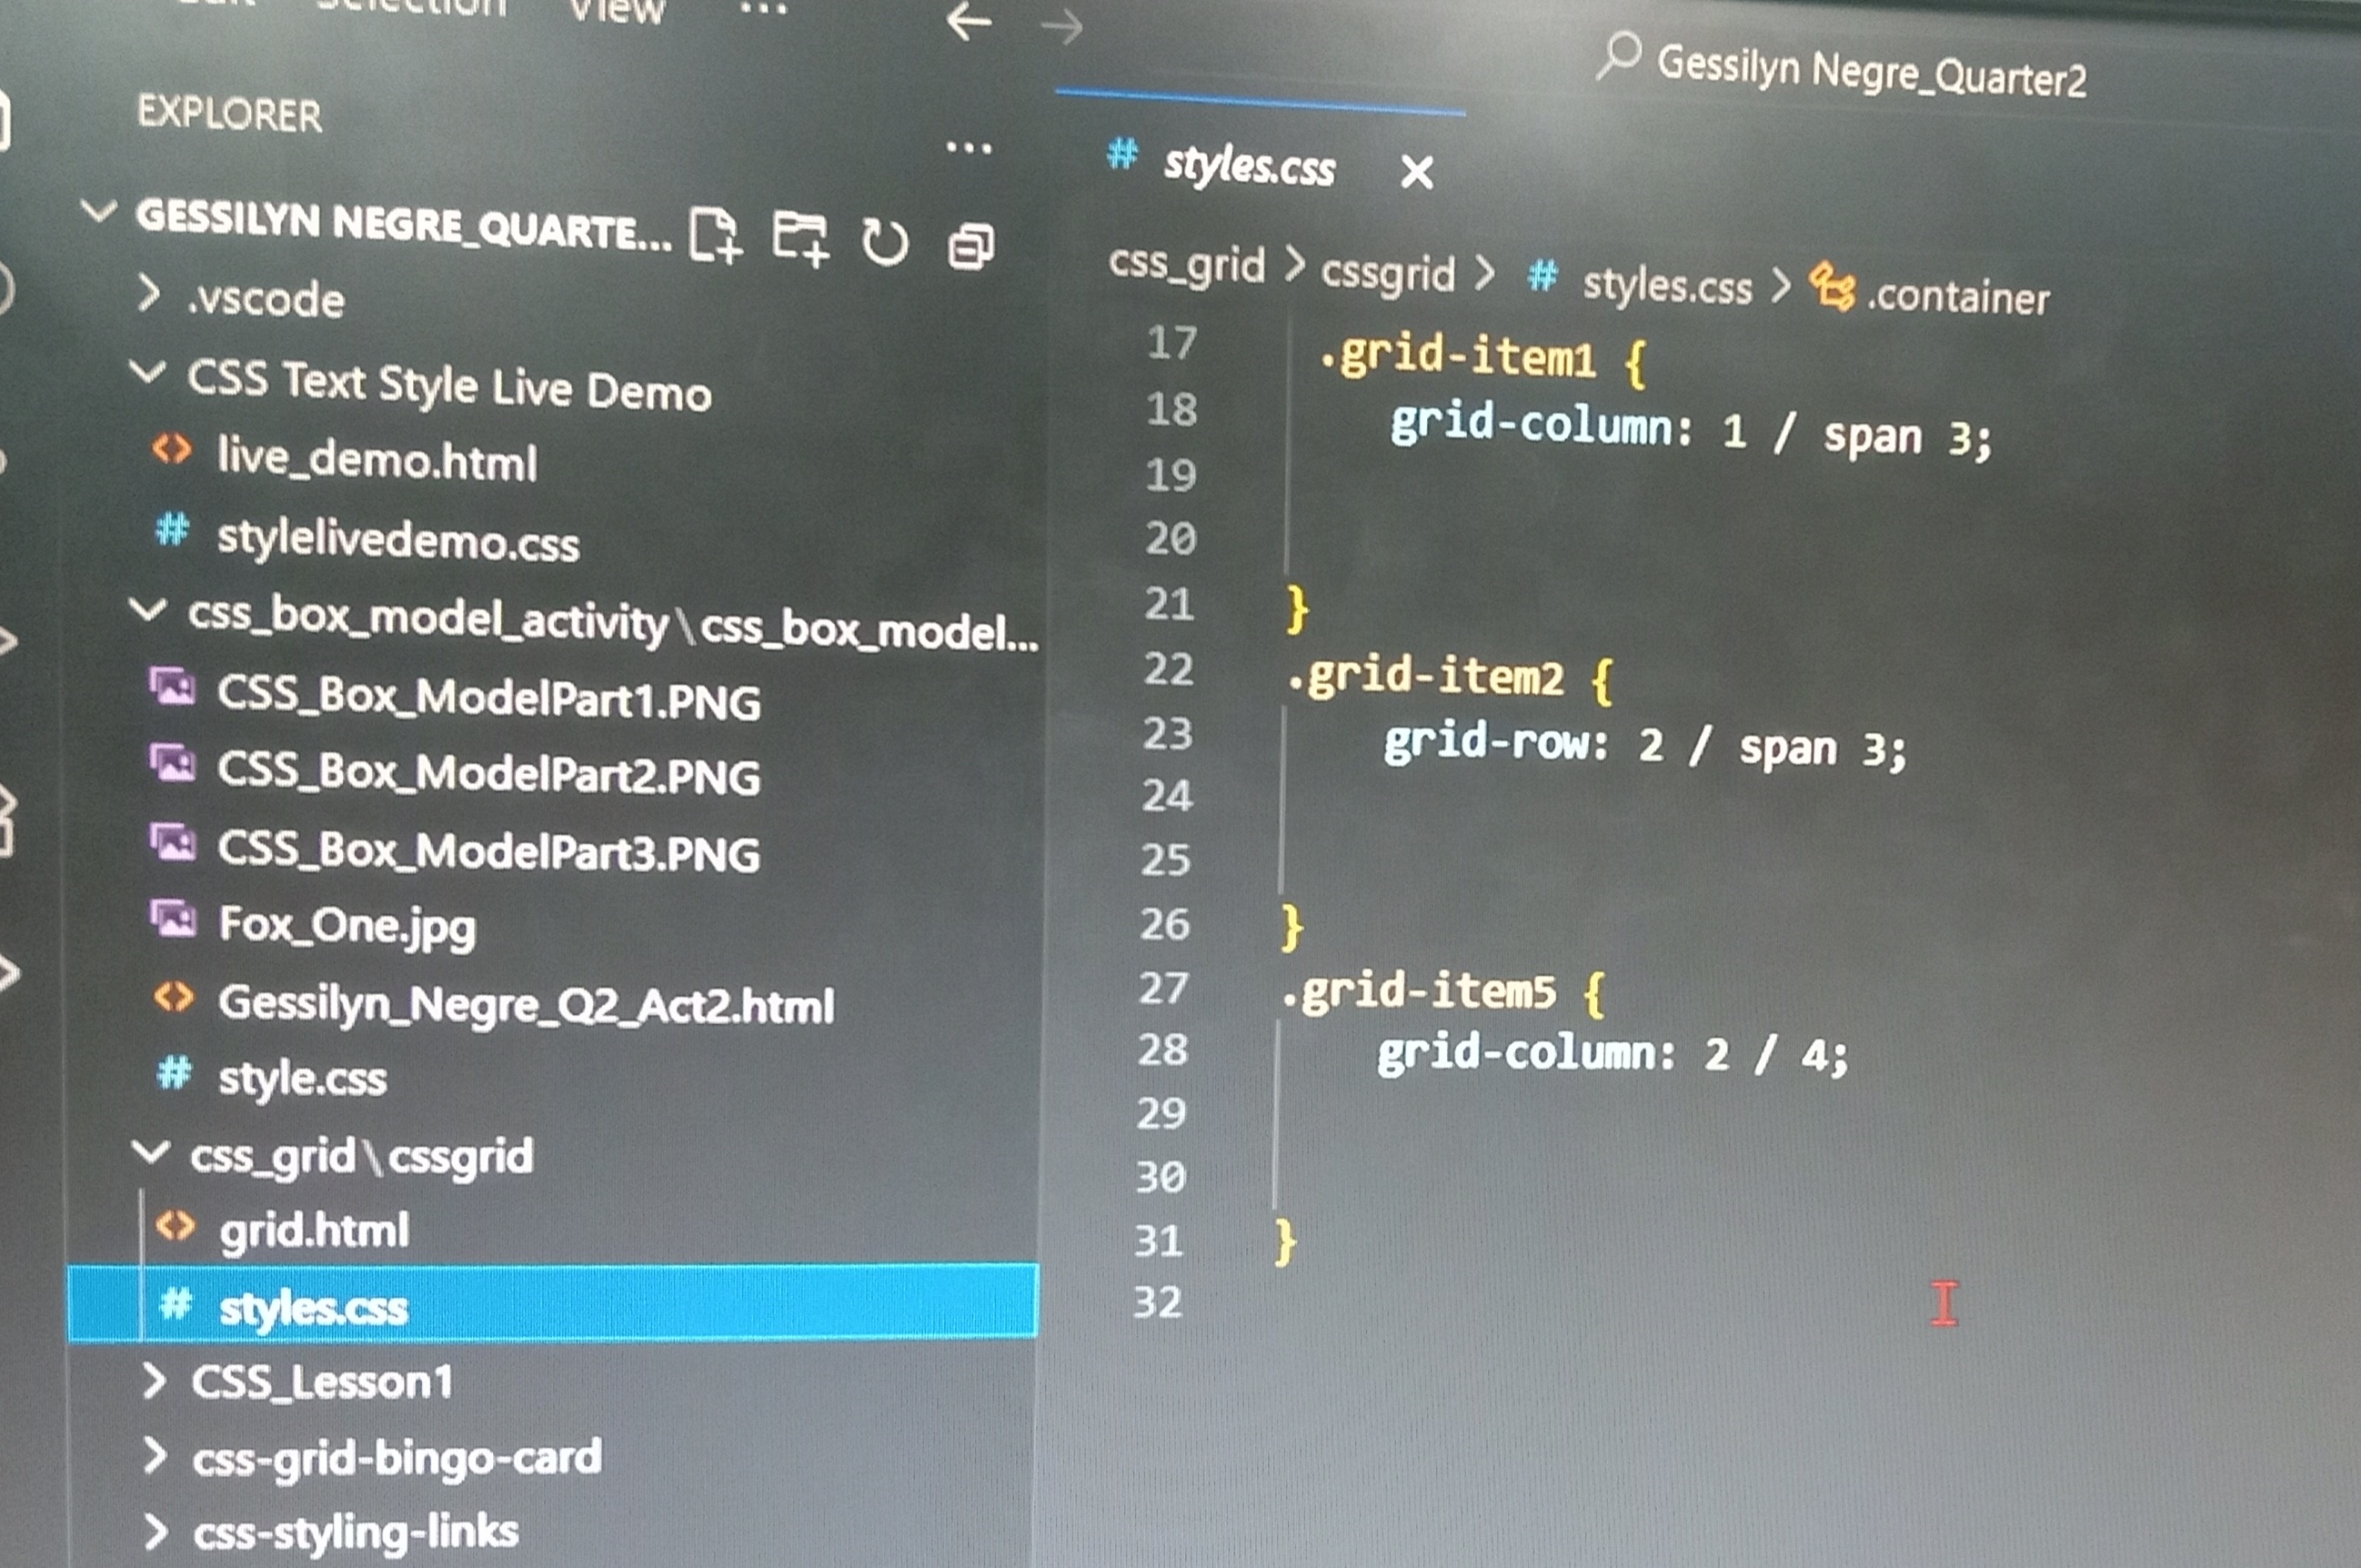 View ...
Gessilyn Negre_Quarter2
EXPLORER
...
GESSILYN NEGRE_QUARTE...
.vscode
CSS Text Style Live Demo
live_demo.html
# stylelivedemo.css
css_box_model_activity\css_box_model...
CSS_Box_ModelPart1.PNG
CSS_Box_ModelPart2.PNG
CSS_Box_ModelPart3.PNG
Fox_One.jpg
Gessilyn_Negre_Q2_Act2.html
# style.css
css_grid\cssgrid
grid.html
# styles.css
CSS_Lesson1
css-grid-bingo-card
css-styling-links
# styles.css
css_grid > cssgrid > # styles.css > .container
17 .grid-item1 {
18 grid-column: 1 / span 3;
19
20
21 }
22 .grid-item2 {
23 grid-row: 2 / span 3;
24
25
26 }
27 .grid-item5 {
28 grid-column: 2 / 4;
29
30
31 }
32